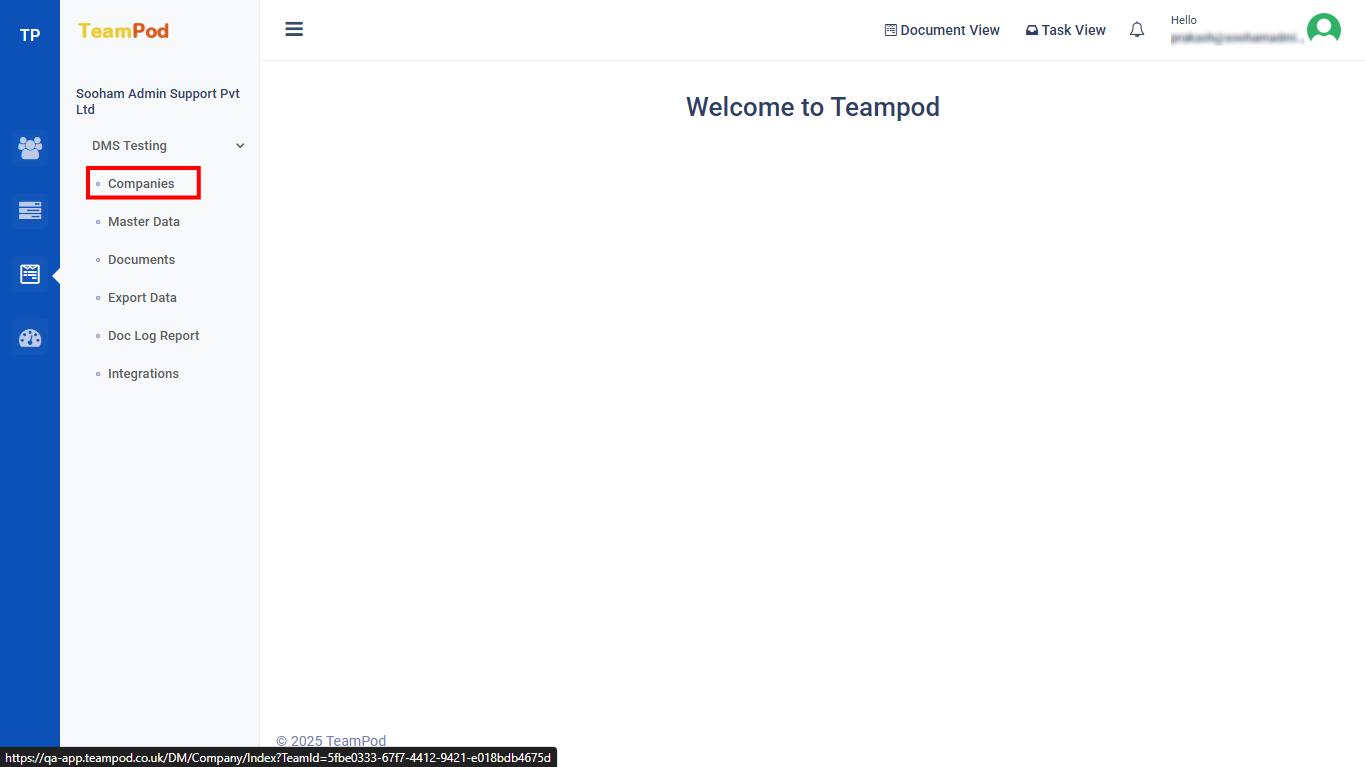 TP
TeamPod
Document View
Task View
Hello
Sooham Admin Support Pvt
Ltd
DMS Testing
Companies
Master Data
Documents
Export Data
Doc Log Report
Integrations
Welcome to Teampod
© 2025 TeamPod
https://qa-app.teampod.co.uk/DM/Company/Index?TeamId=5fbe0333-67f7-4412-9421-e018bdb4675d